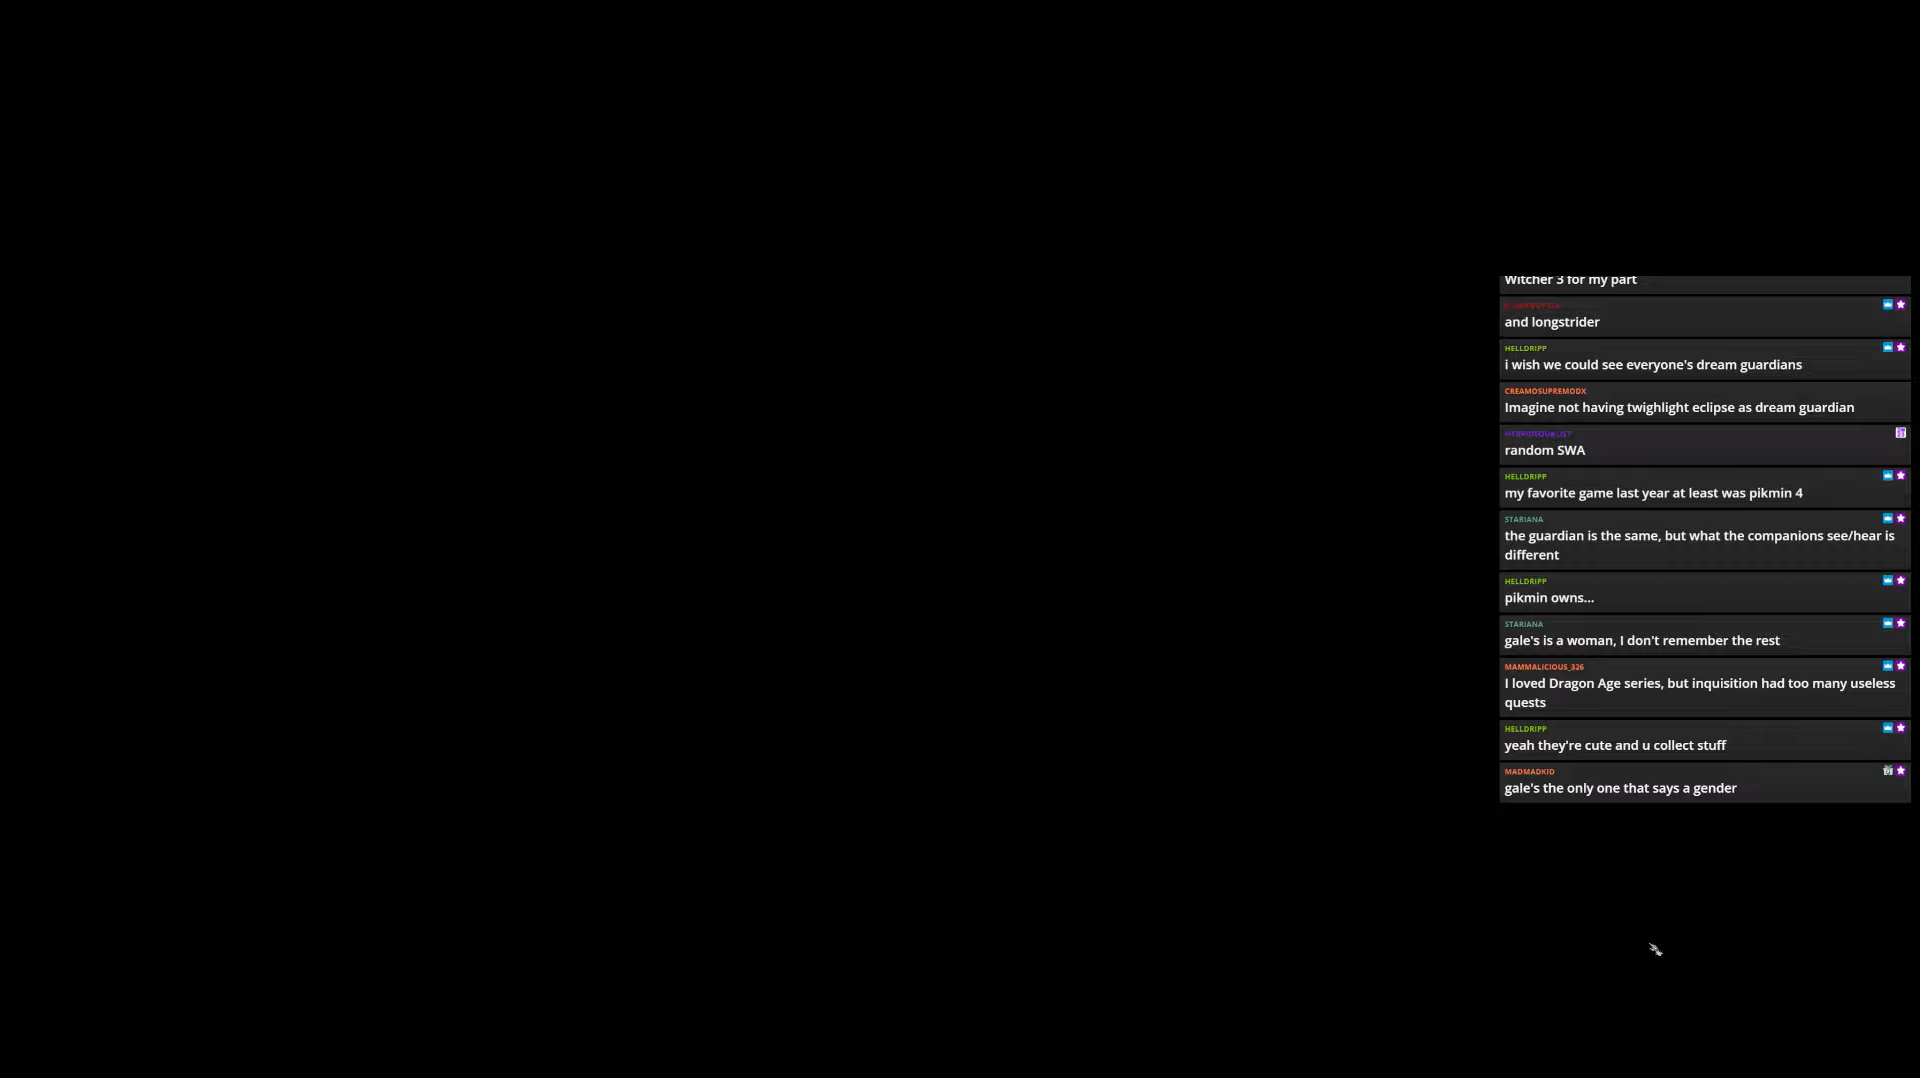 Witcher 3 for my part
and longstrider
HELLDRIPP
i wish we could see everyone's dream guardians
CREAMOSUPREMODX
Imagine not having twighlight eclipse as dream guardian
random SWA
HELLDRIPP
my favorite game last year at least was pikmin 4
STARIANA
the guardian is the same, but what the companions see/hear is
different
HELLDRIPP
pikmin owns...
STARIANA
gale's is a woman, I don't remember the rest
MAMMALICIOUS_326
I loved Dragon Age series, but inquisition had too many useless
quests
HELLDRIPP
yeah they're cute and u collect stuff
MADMADKID
gale's the only one that says a gender